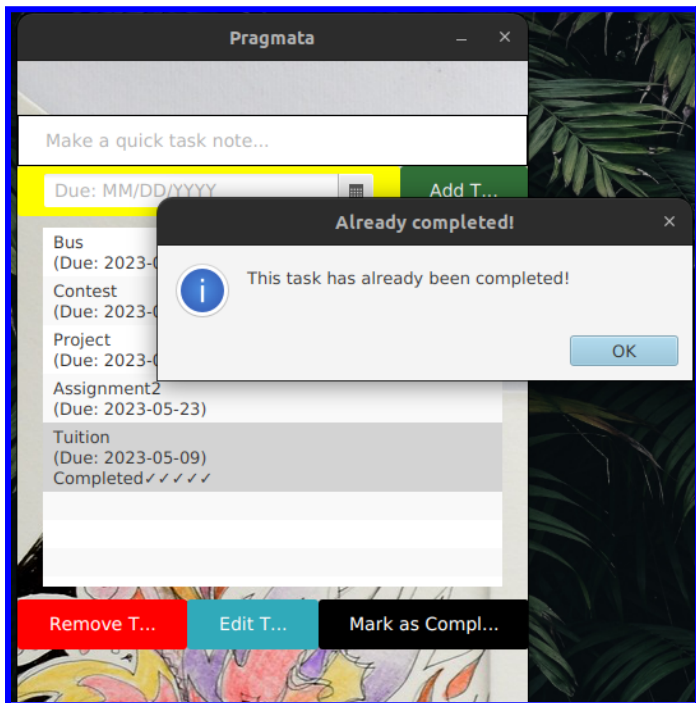 Pragmata
Make a quick task note...
Due: MM/DD/YYYY
Add T...
Already completed!
This task has already been completed!
OK
Bus
(Due: 2023-0
Contest
(Due: 2023-0
Project
(Due: 2023-0
Assignment2
(Due: 2023-05-23)
Tuition
(Due: 2023-05-09)
Completed✓✓✓✓✓
Remove T...
Edit T...
Mark as Compl...